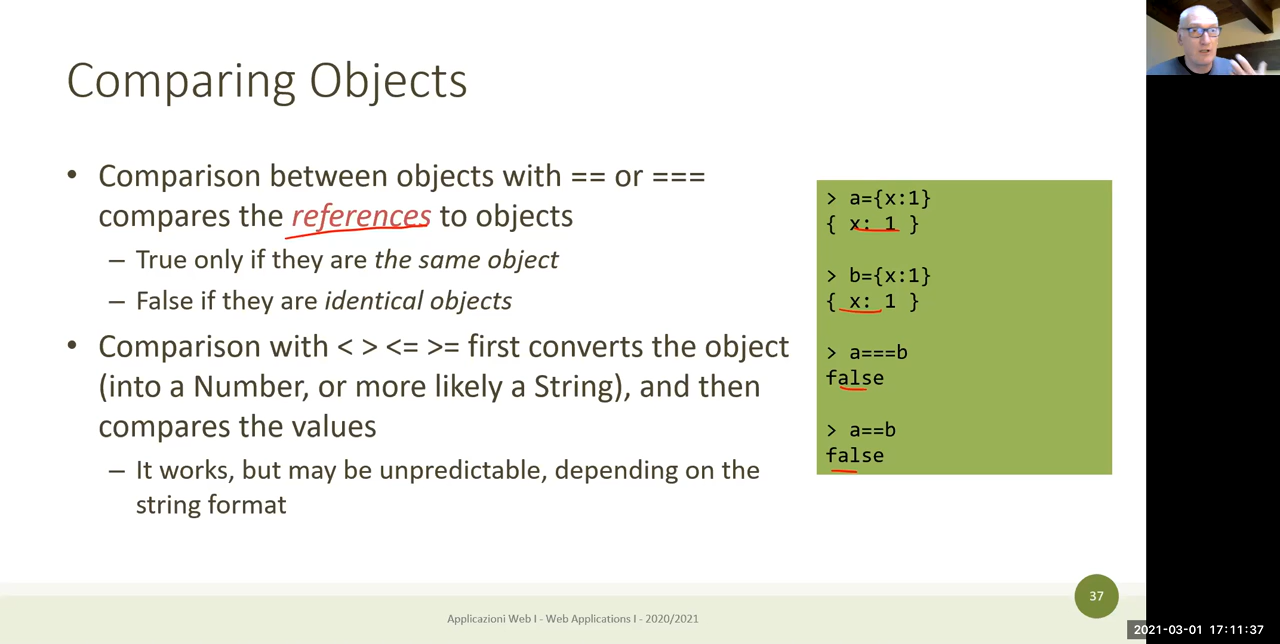 Comparing Objects
• Comparison between objects with == or ===
compares the references to objects
– True only if they are the same object
– False if they are identical objects
• Comparison with < > <= >= first converts the object
(into a Number, or more likely a String), and then
compares the values
– It works, but may be unpredictable, depending on the
string format
> a={x:1}
{ x: 1 }
> b={x:1}
{ x: 1 }
> a===b
false
> a==b
false
37
Applicazioni Web I - Web Applications I - 2020/2021
2021-03-01 17:11:37